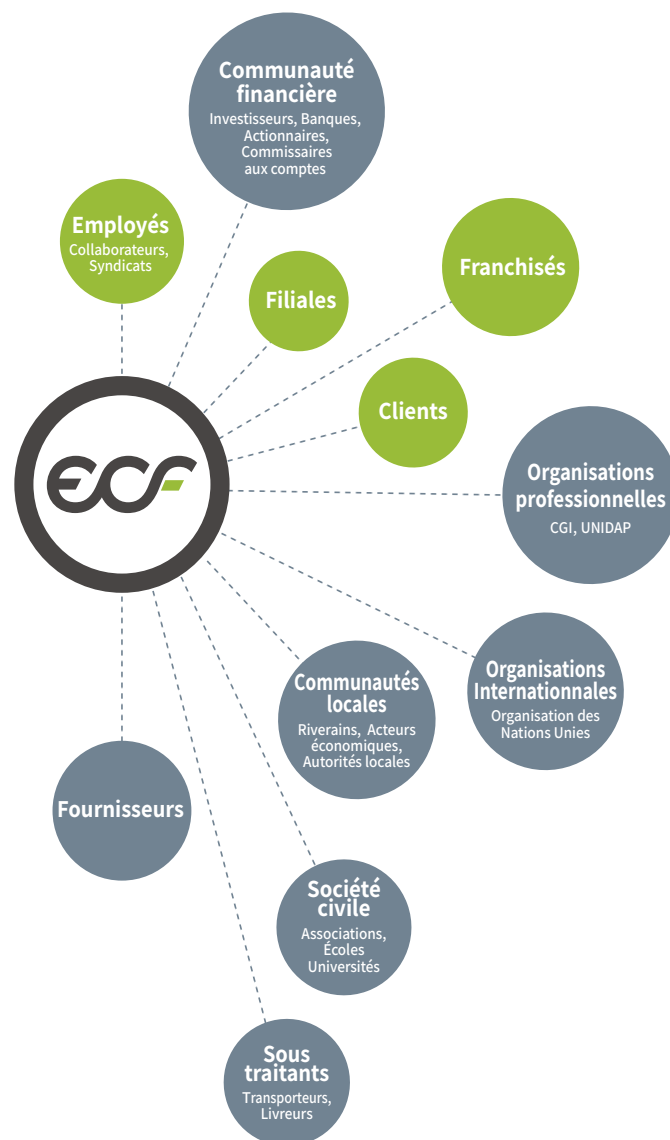 Communauté
financière
Investisseurs, Banques,
Actionnaires,
Commissaires
aux comptes
Employés
Collaborateurs,
Syndicats
Filiales
Franchisés
Clients
ECF
Organisations
professionnelles
CGI, UNIDAP
Organisations
Internationnales
Organisation des
Nations Unies
Communautés
locales
Riverains, Acteurs
économiques,
Autorités locales
Fournisseurs
Société
civile
Associations,
Écoles
Universités
Sous
traitants
Transporteurs,
Livreurs